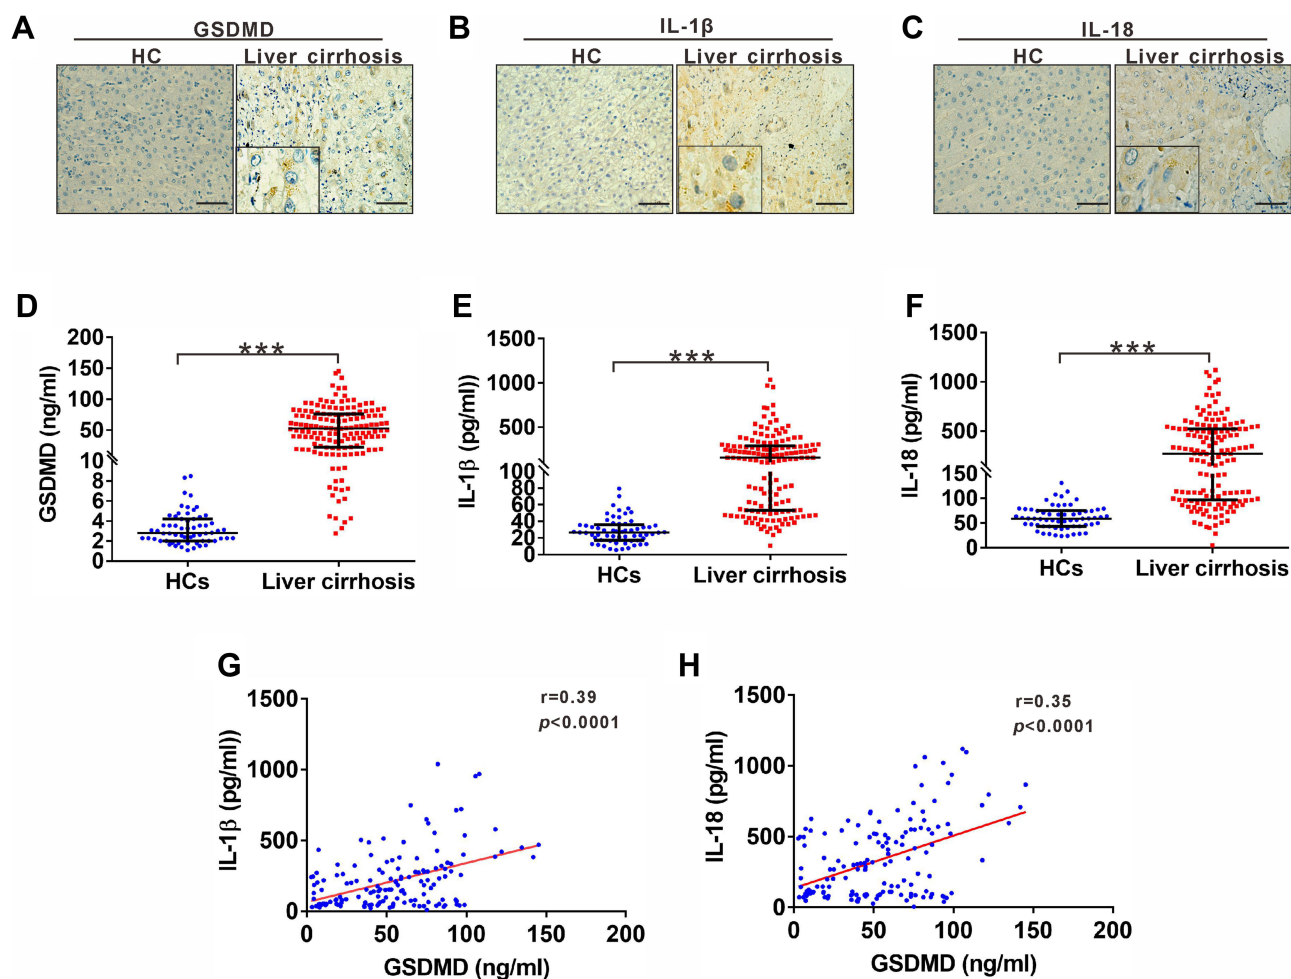 A GSDMD
HC Liver cirrhosis
B IL-1β
HC Liver cirrhosis
C IL-18
HC Liver cirrhosis
D
GSDMD (ng/ml)
200
150
100
50
10
8
6
4
2
0
***
HCs Liver cirrhosis
E
IL-1β (pg/ml))
1500
1000
500
100
80
60
40
20
0
***
HCs Liver cirrhosis
F
IL-18 (pg/ml)
1500
1000
500
150
100
50
0
***
HCs Liver cirrhosis
G
IL-1β (pg/ml))
1500
1000
500
0
r=0.39
p<0.0001
0 50 100 150 200
GSDMD (ng/ml)
H
IL-18 (pg/ml)
1500
1000
500
0
r=0.35
p<0.0001
0 50 100 150 200
GSDMD (ng/ml)